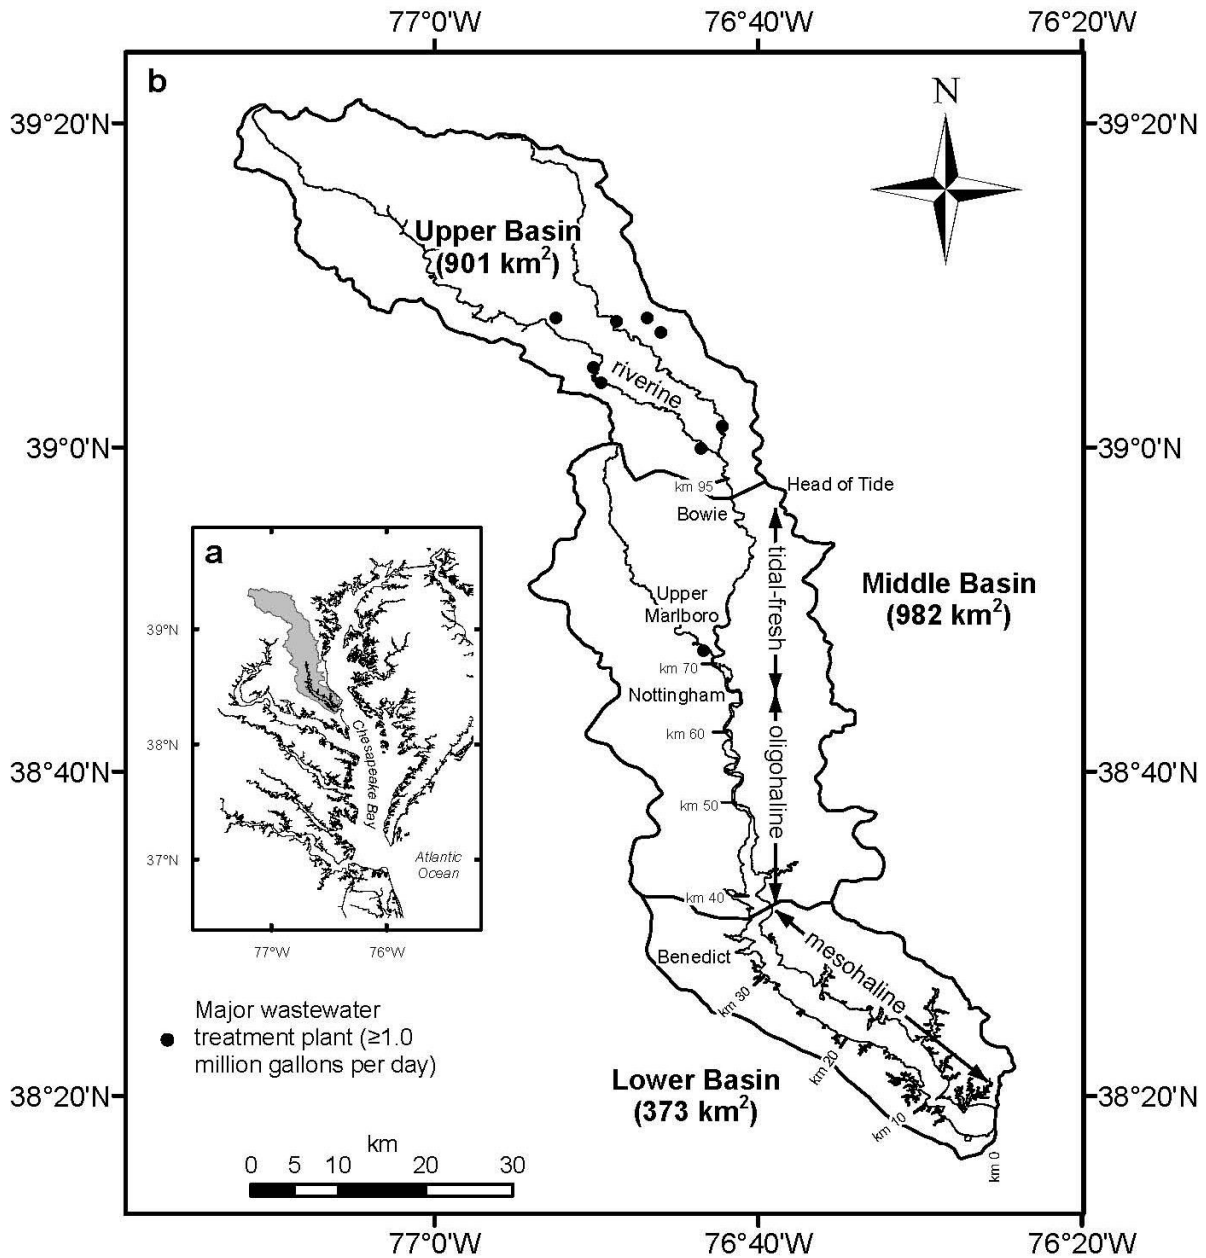 77°0'W
76°40'W
76°20'W
b
N
39°20'N
39°20'N
Upper Basin
(901 km²)
riverine
39°0'N
39°0'N
km 95
Head of Tide
Bowie
tidal-fresh
a
Upper
Marlboro
Middle Basin
(982 km²)
39°N
km 70
Nottingham
km 60
oligohaline
38°N
Chesapeake Bay
38°40'N
38°40'N
km 50
37°N
Atlantic
Ocean
km 40
77°W
76°W
Benedict
mesohaline
km 30
Major wastewater
treatment plant (≥1.0
million gallons per day)
km 20
Lower Basin
(373 km²)
38°20'N
38°20'N
km 10
km 0
km
0 5 10 20 30
77°0'W
76°40'W
76°20'W